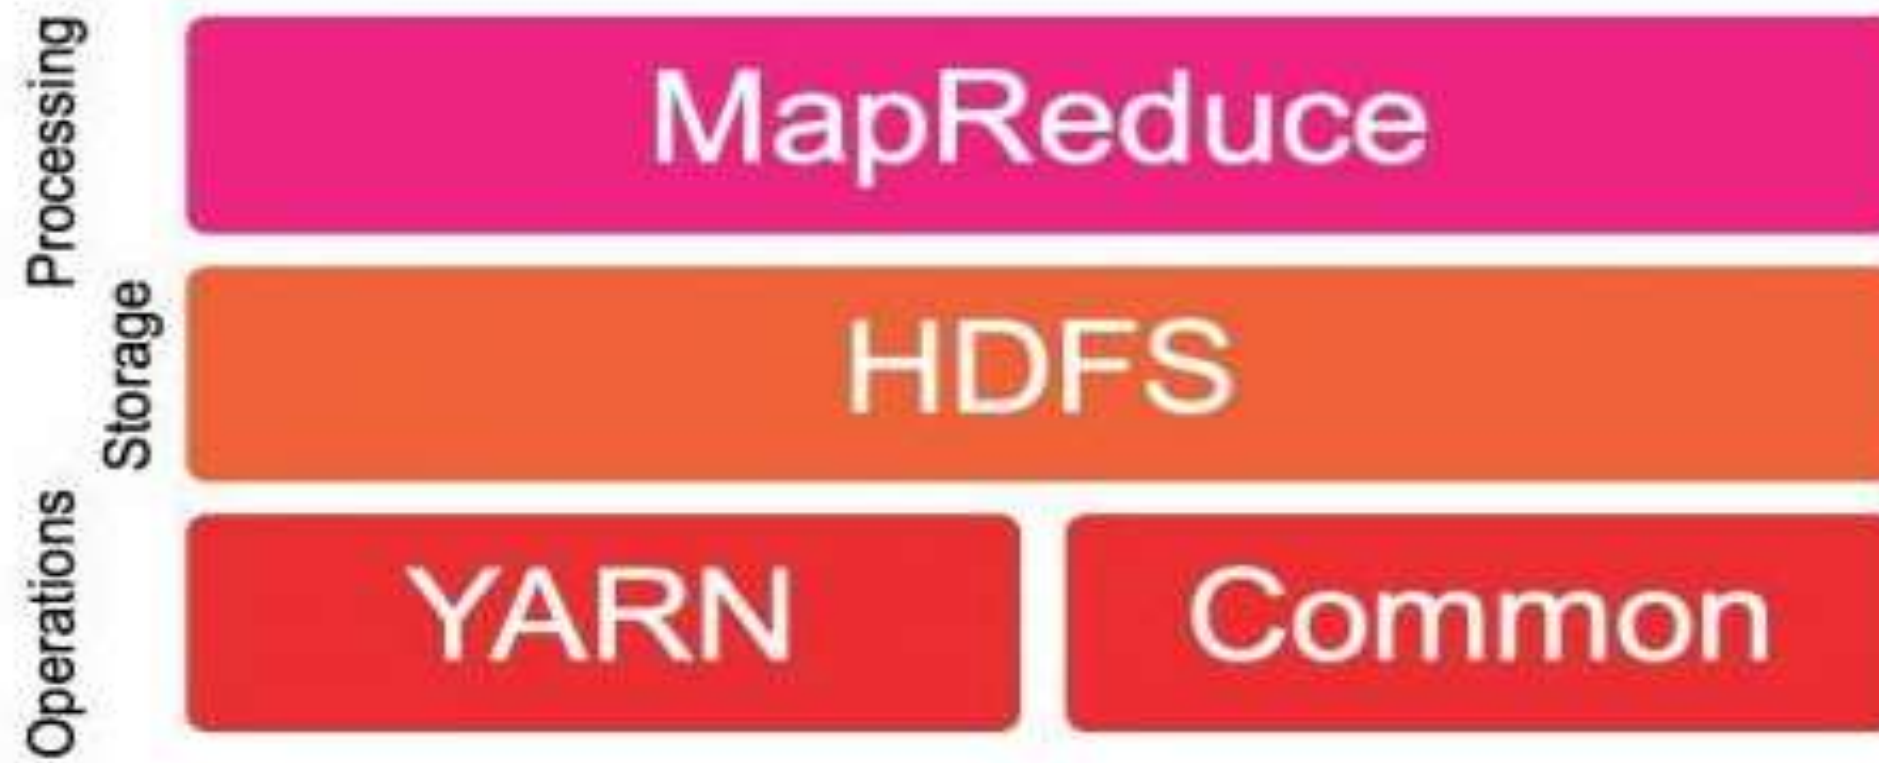 Processing
MapReduce
Storage
HDFS
Operations
YARN
Common